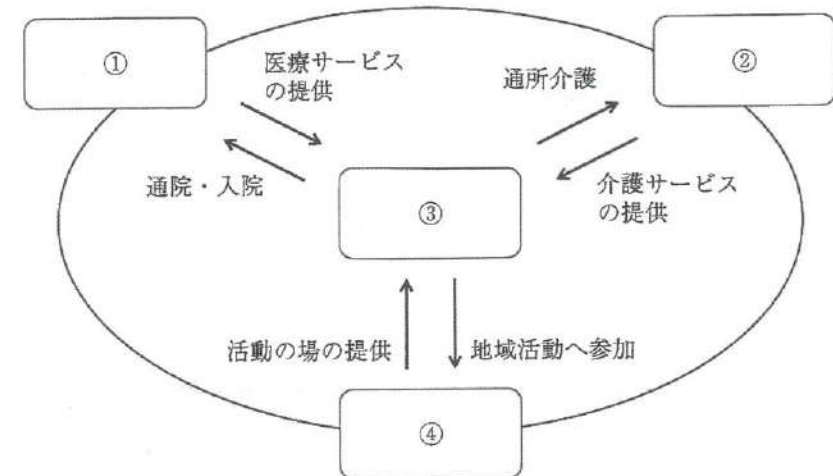 ①
医療サービス
の提供
通所介護
②
通院・入院
③
介護サービス
の提供
活動の場の提供
地域活動へ参加
④